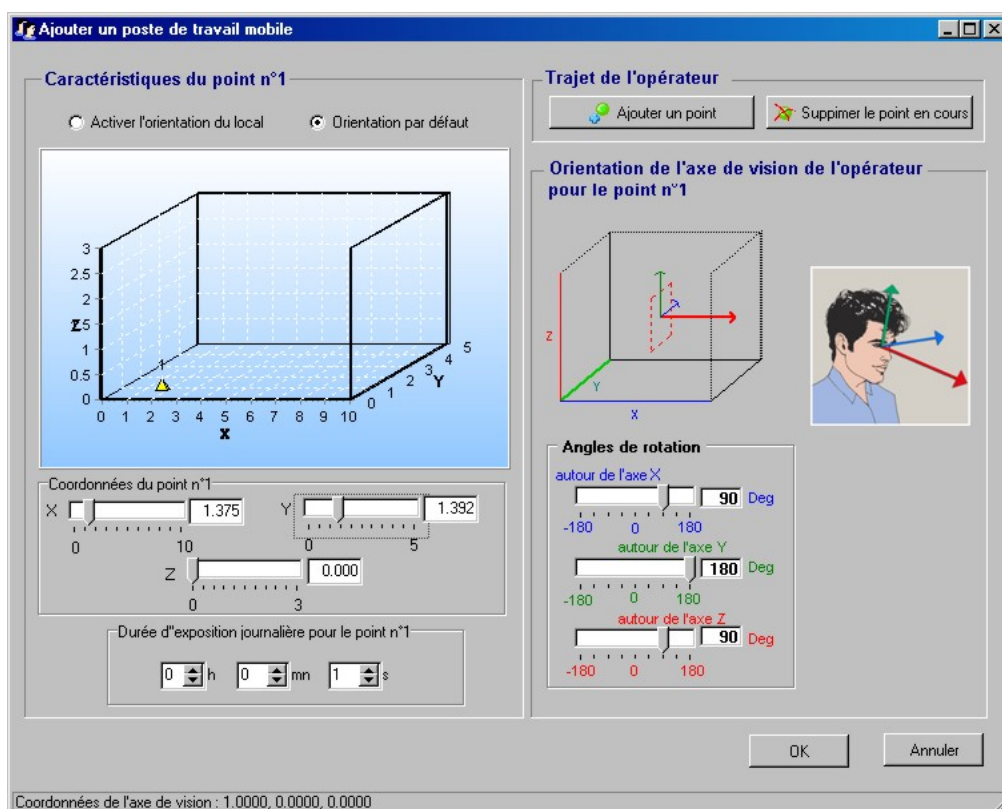 Ajouter un poste de travail mobile
Caractéristiques du point n°1
Activer l'orientation du local
Orientation par défaut
3
2.5
2
Z
1.5
1
0.5
0
1
0 1 2 3 4 5 6 7 8 9 10
X
0 1 2 3 4 5
Y
Coordonnées du point n°1
X
1.375
0 10
Y
1.392
0 5
Z
0.000
0 3
Durée d"exposition journalière pour le point n°1
0 h 0 mn 1 s
Trajet de l'opérateur
Ajouter un point
Suppimer le point en cours
Orientation de l'axe de vision de l'opérateur
pour le point n°1
Z
Y
X
Angles de rotation
autour de l'axe X
90 Deg
-180 0 180
autour de l'axe Y
180 Deg
-180 0 180
autour de l'axe Z
90 Deg
-180 0 180
OK
Annuler
Coordonnées de l'axe de vision : 1.0000, 0.0000, 0.0000